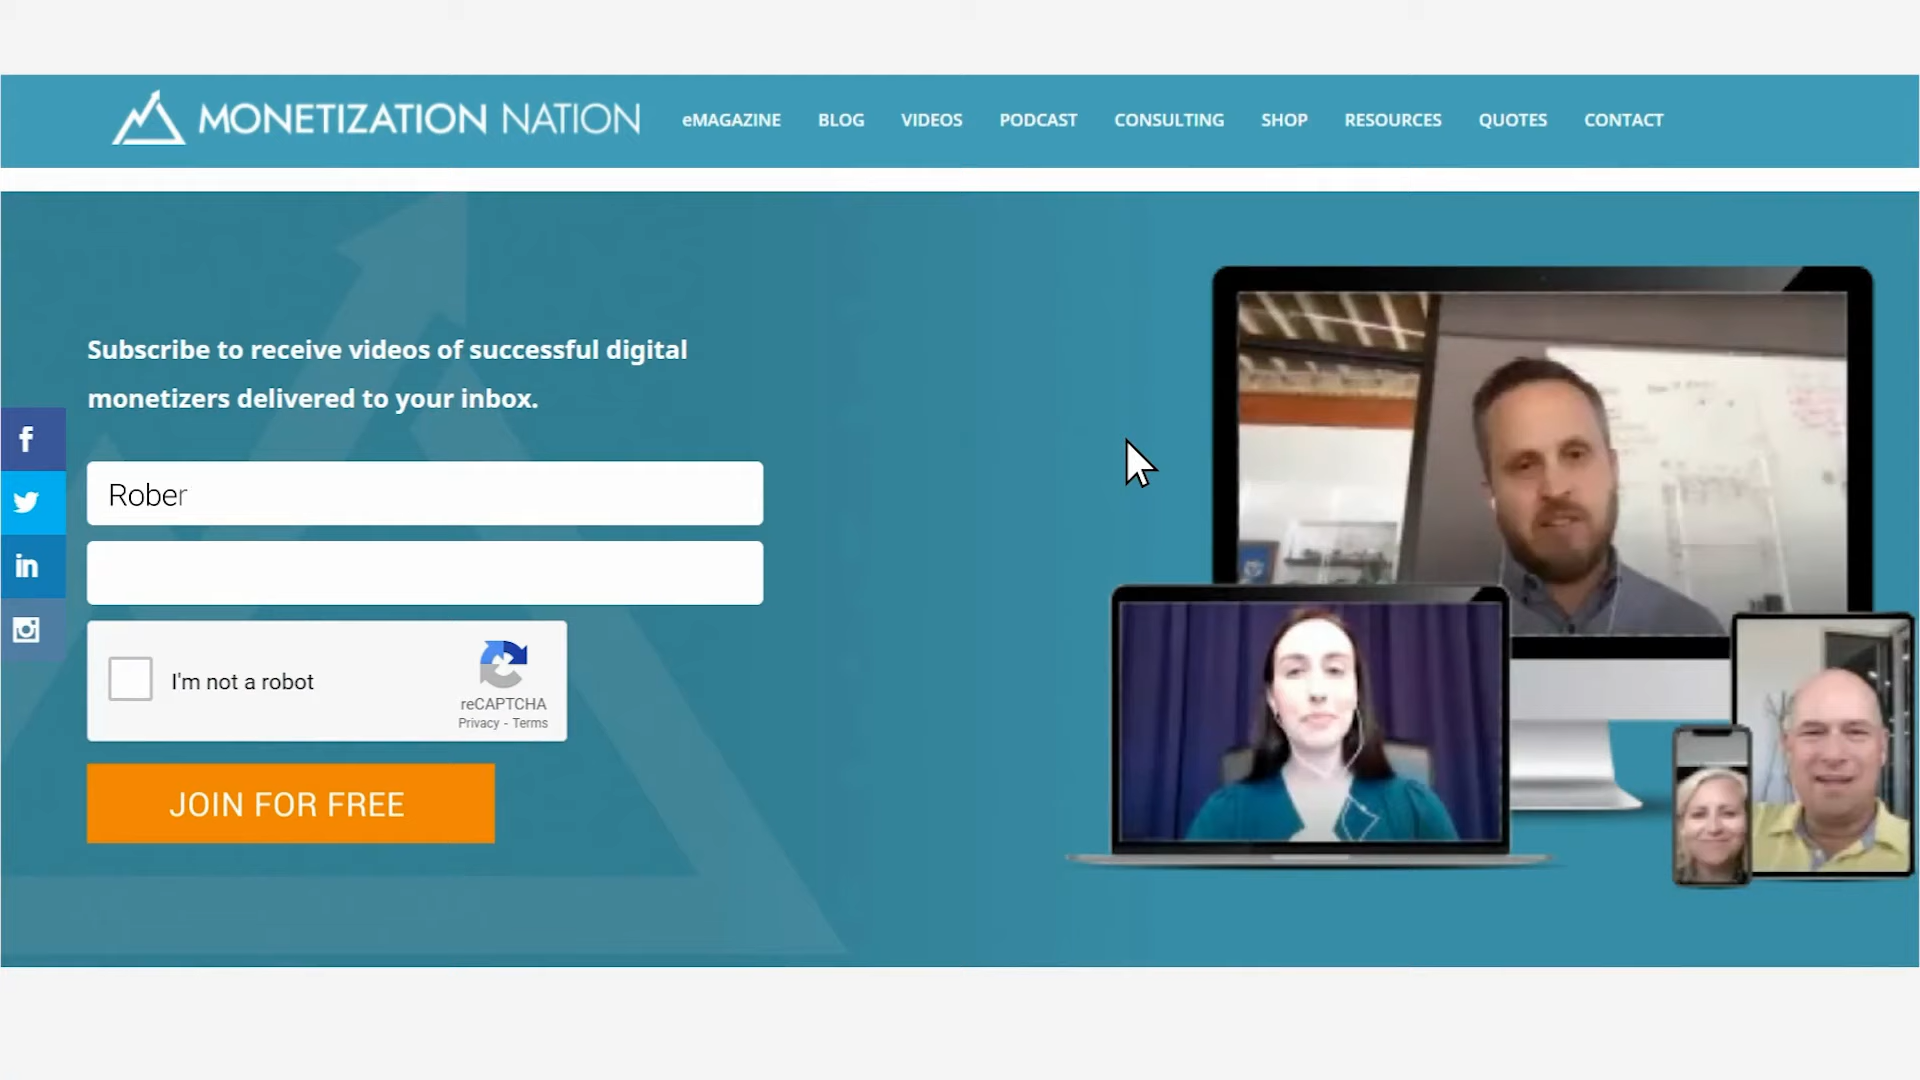 MONETIZATION NATION
eMAGAZINE BLOG VIDEOS PODCAST CONSULTING SHOP RESOURCES QUOTES CONTACT
Subscribe to receive videos of successful digital
monetizers delivered to your inbox.
f
in
Rober
I'm not a robot
reCAPTCHA
Privacy - Terms
JOIN FOR FREE